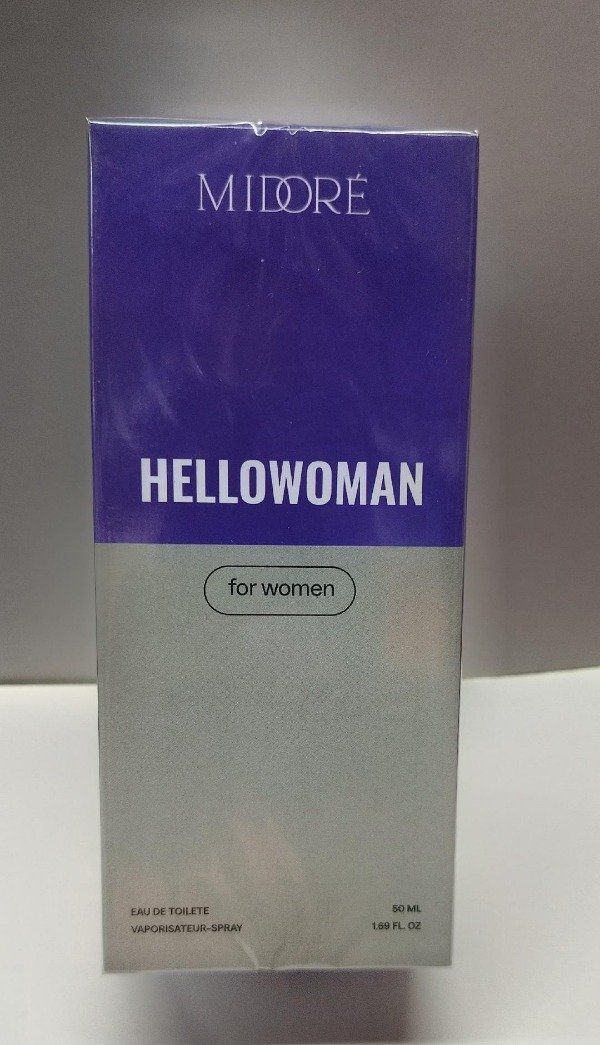 MIDORÉ
HELLOWOMAN
for women
EAU DE TOILETE
VAPORISATEUR-SPRAY
50 ML
1.69 FL. OZ